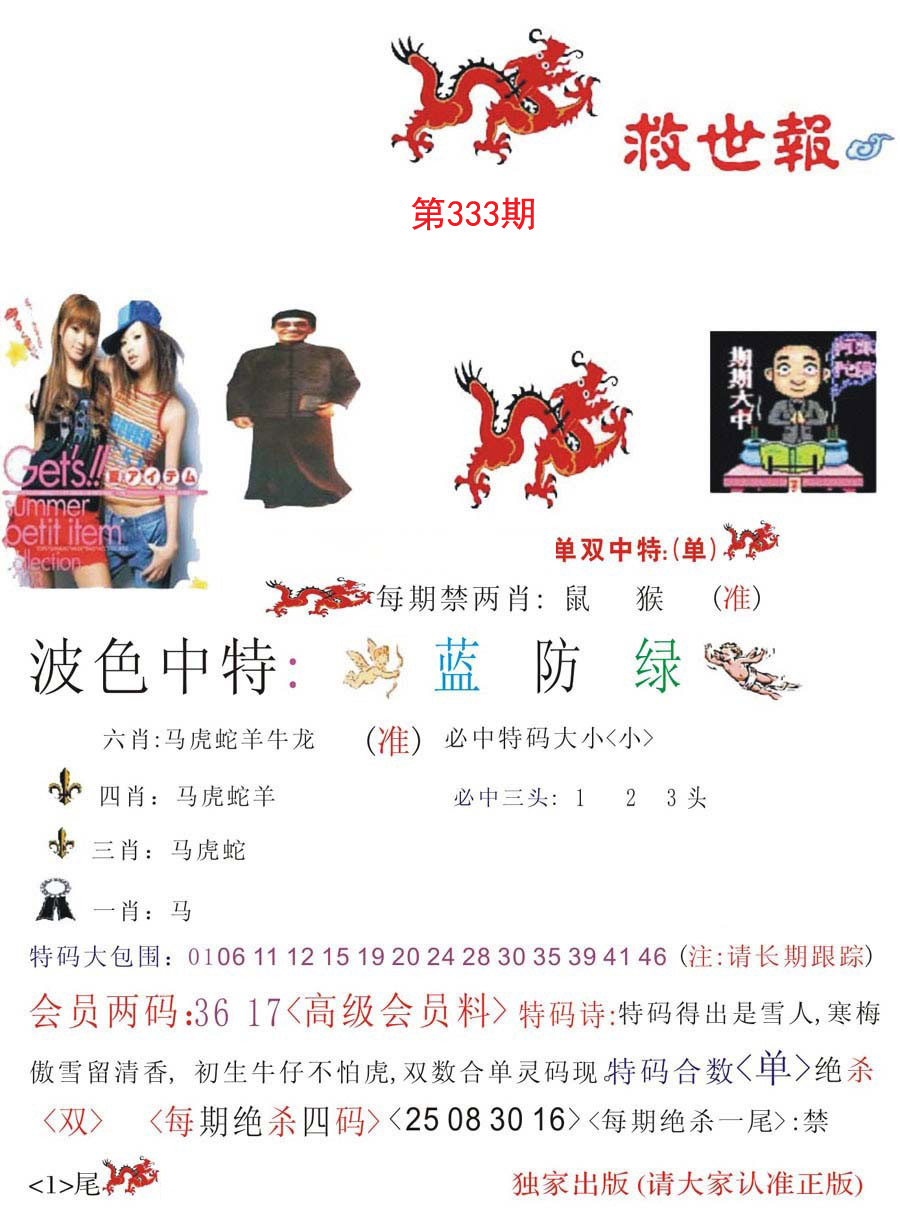 救世報
第333期
期期大中
Get's!!
夏アイテム
summer
petit item
collection
单双中特:(单)
每期禁两肖: 鼠 猴 (准)
波色中特: 蓝 防 绿
六肖:马虎蛇羊牛龙 (准) 必中特码大小<小>
四肖：马虎蛇羊 必中三头: 1 2 3头
三肖：马虎蛇
一肖：马
特码大包围：0106 11 12 15 19 20 24 28 30 35 39 41 46 (注:请长期跟踪)
会员两码:36 17<高级会员料> 特码诗:特码得出是雪人,寒梅
傲雪留清香, 初生牛仔不怕虎,双数合单灵码现.特码合数<单>绝杀
<双> <每期绝杀四码><25 08 30 16><每期绝杀一尾>:禁
<1>尾 独家出版(请大家认准正版)